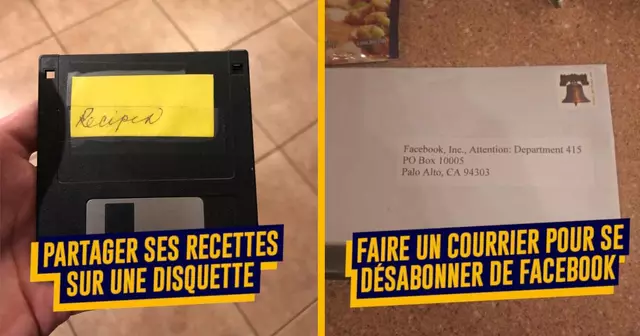 Recipes
PARTAGER SES RECETTES
SUR UNE DISQUETTE
Facebook, Inc., Attention: Department 415
PO Box 10005
Palo Alto, CA 94303
FAIRE UN COURRIER POUR SE
DÉSABONNER DE FACEBOOK